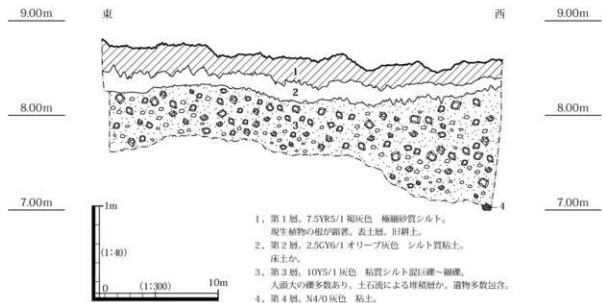 9.00m
東
西
9.00m
1
2
8.00m
3
8.00m
7.00m
4
7.00m
1m
(1:40)
(1:300)
0
10m
1、第1層。7.5YR5/1 褐灰色 極細砂質シルト。
現生植物の根が顕著。表土層。旧耕土。
2、第2層。2.5GY6/1 オリーブ灰色 シルト質粘土。
床土か。
3、第3層。10Y5/1 灰色 粘質シルト混巨礫～細礫。
人頭大の礫多数あり。土石流による堆積層か。遺物多数包含。
4、第4層。N4/0 灰色 粘土。